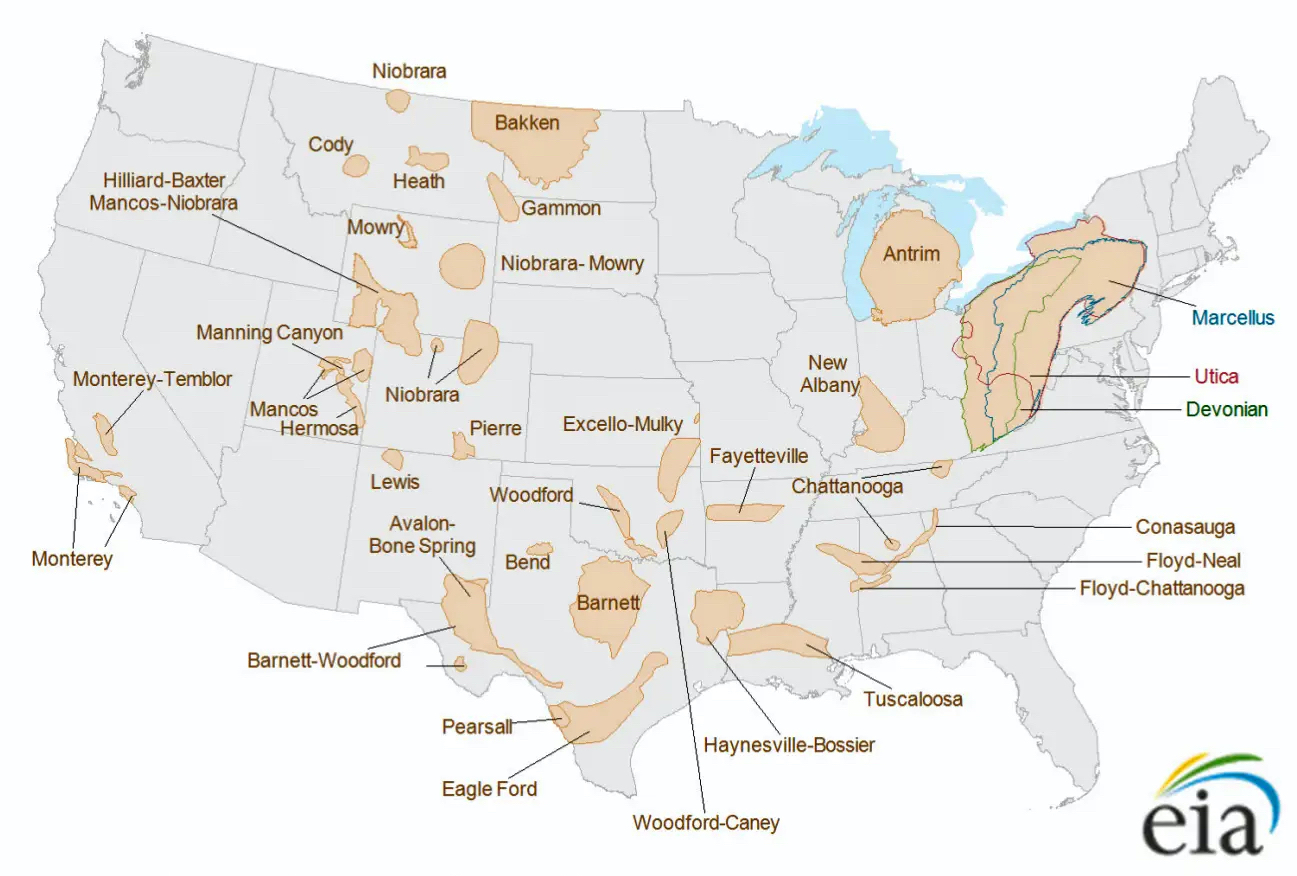 Niobrara
Bakken
Cody
Heath
Hilliard-Baxter
Mancos-Niobrara
Gammon
Mowry
Niobrara- Mowry
Antrim
Marcellus
Manning Canyon
New
Albany
Monterey-Temblor
Utica
Niobrara
Mancos
Hermosa
Devonian
Pierre
Excello-Mulky
Fayetteville
Lewis
Chattanooga
Woodford
Avalon-
Bone Spring
Conasauga
Monterey
Bend
Floyd-Neal
Floyd-Chattanooga
Barnett
Barnett-Woodford
Tuscaloosa
Pearsall
Haynesville-Bossier
Eagle Ford
Woodford-Caney
eia